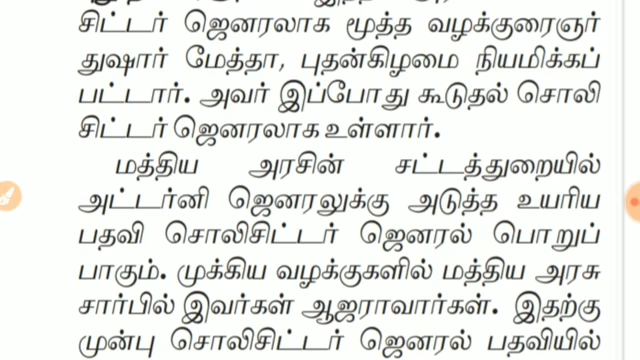 சிட்டர் ஜெனரலாக மூத்த வழக்குரைஞர்
துஷார் மேத்தா, புதன்கிழமை நியமிக்கப்
பட்டார். அவர் இப்போது கூடுதல் சொலி
சிட்டர் ஜெனரலாக உள்ளார்.
மத்திய அரசின் சட்டத்துறையில்
அட்டர்னி ஜெனரலுக்கு அடுத்த உயரிய
பதவி சொலிசிட்டர் ஜெனரல் பொறுப்
பாகும். முக்கிய வழக்குகளில் மத்திய அரசு
சார்பில் இவர்கள் ஆஜராவார்கள். இதற்கு
முன்பு சொலிசிட்டர் ஜெனரல் பதவியில்